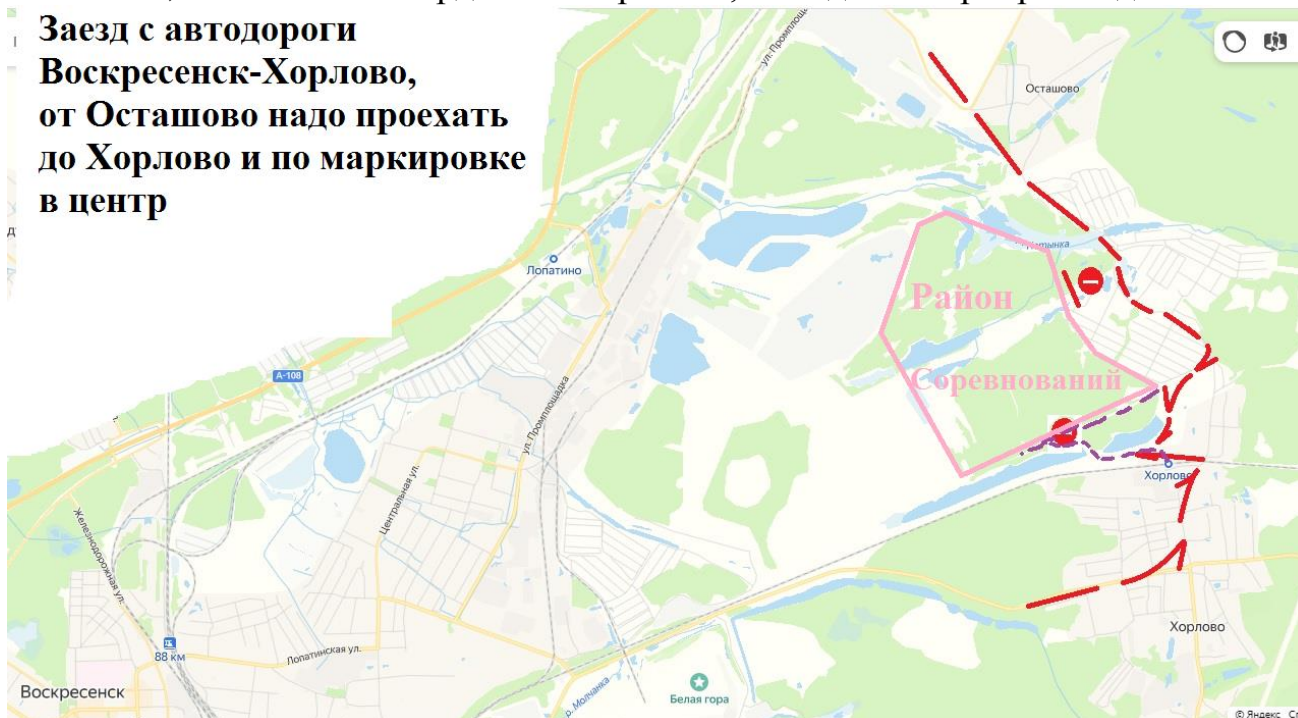 Заезд с автодороги
Воскресенск-Хорлово,
от Осташово надо проехать
до Хорлово и по маркировке
в центр
ул. Промплощадка
Осташово
Лопатино
Район
Соревнований
А-108
ул. Промплощадка
Центральная ул.
Хорлово
Железнодорожная ул.
Хорлово
88 км
Лопатинская ул.
Воскресенск
р. Молчанка
Белая гора
© Яндекс